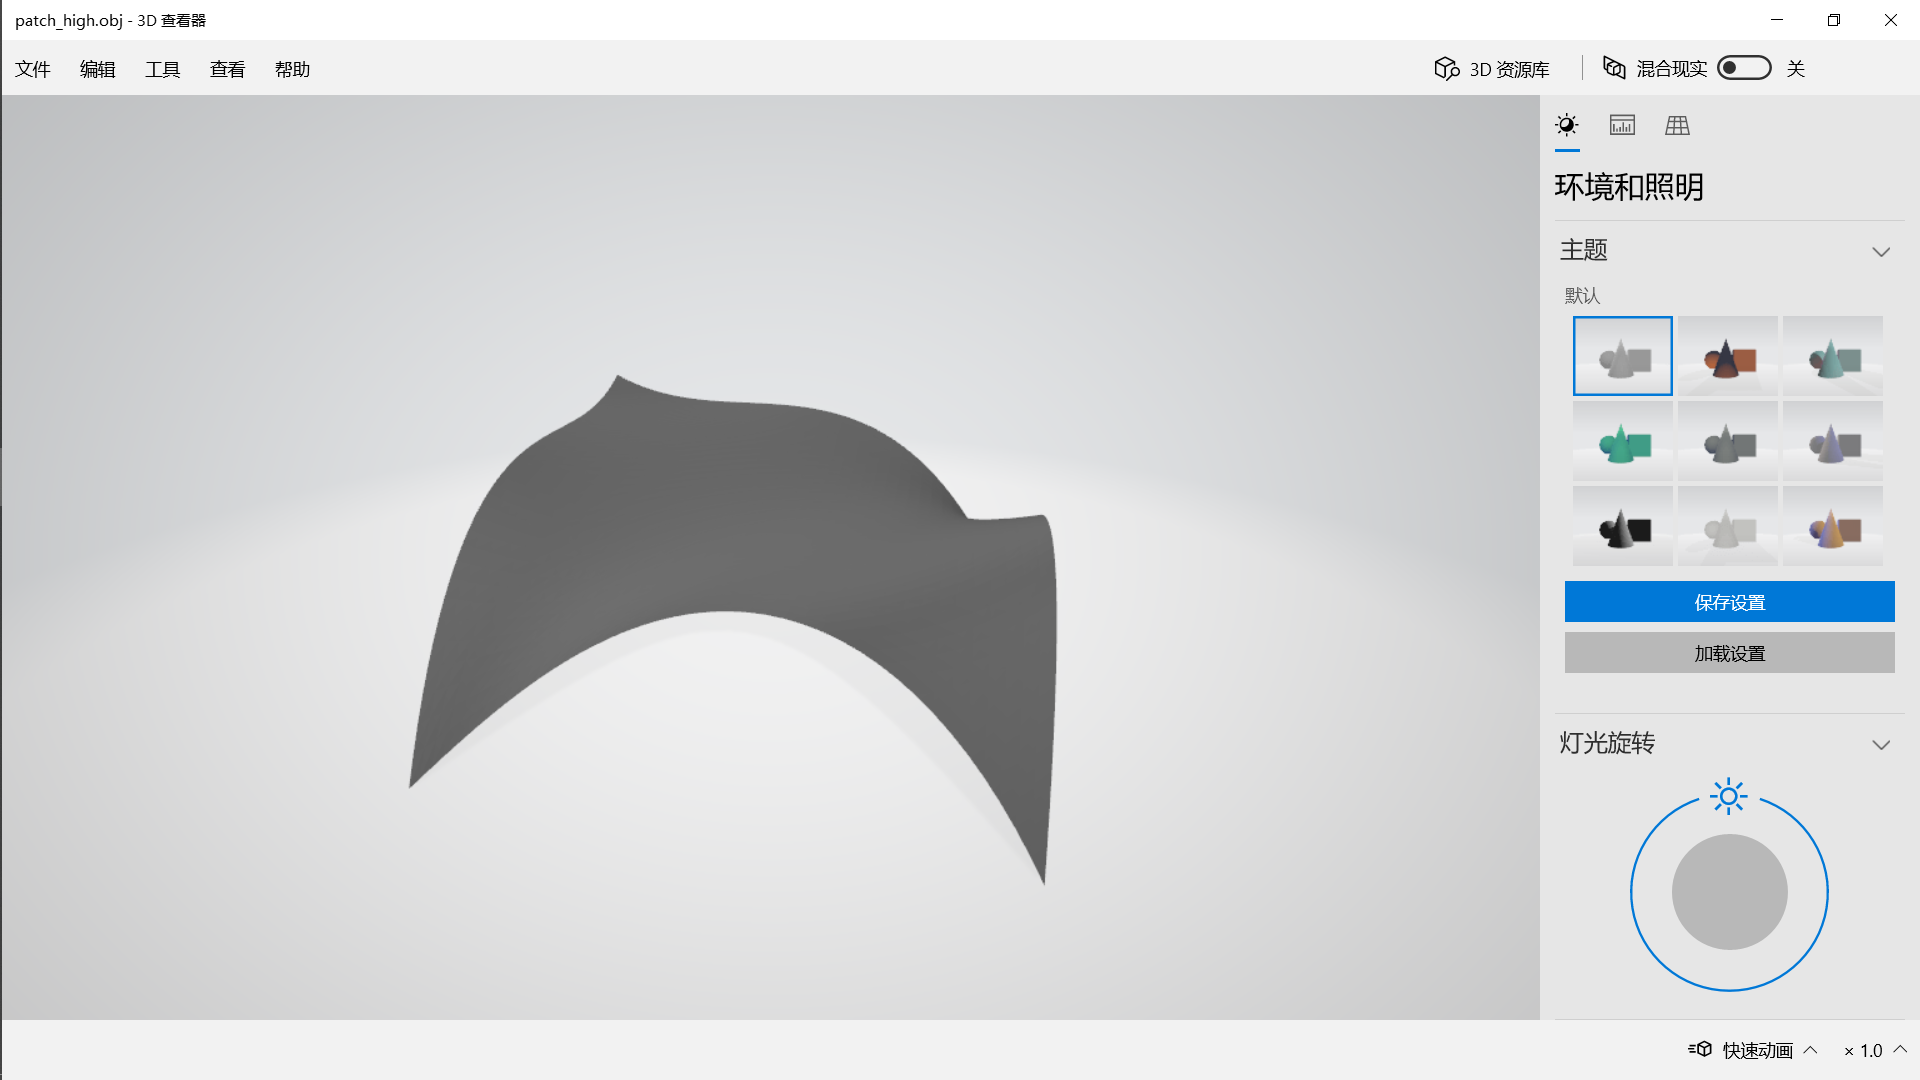 patch_high.obj - 3D 查看器
文件 编辑 工具 查看 帮助 3D 资源库 混合现实 关
环境和照明
主题
默认
保存设置
加载设置
灯光旋转
快速动画 × 1.0